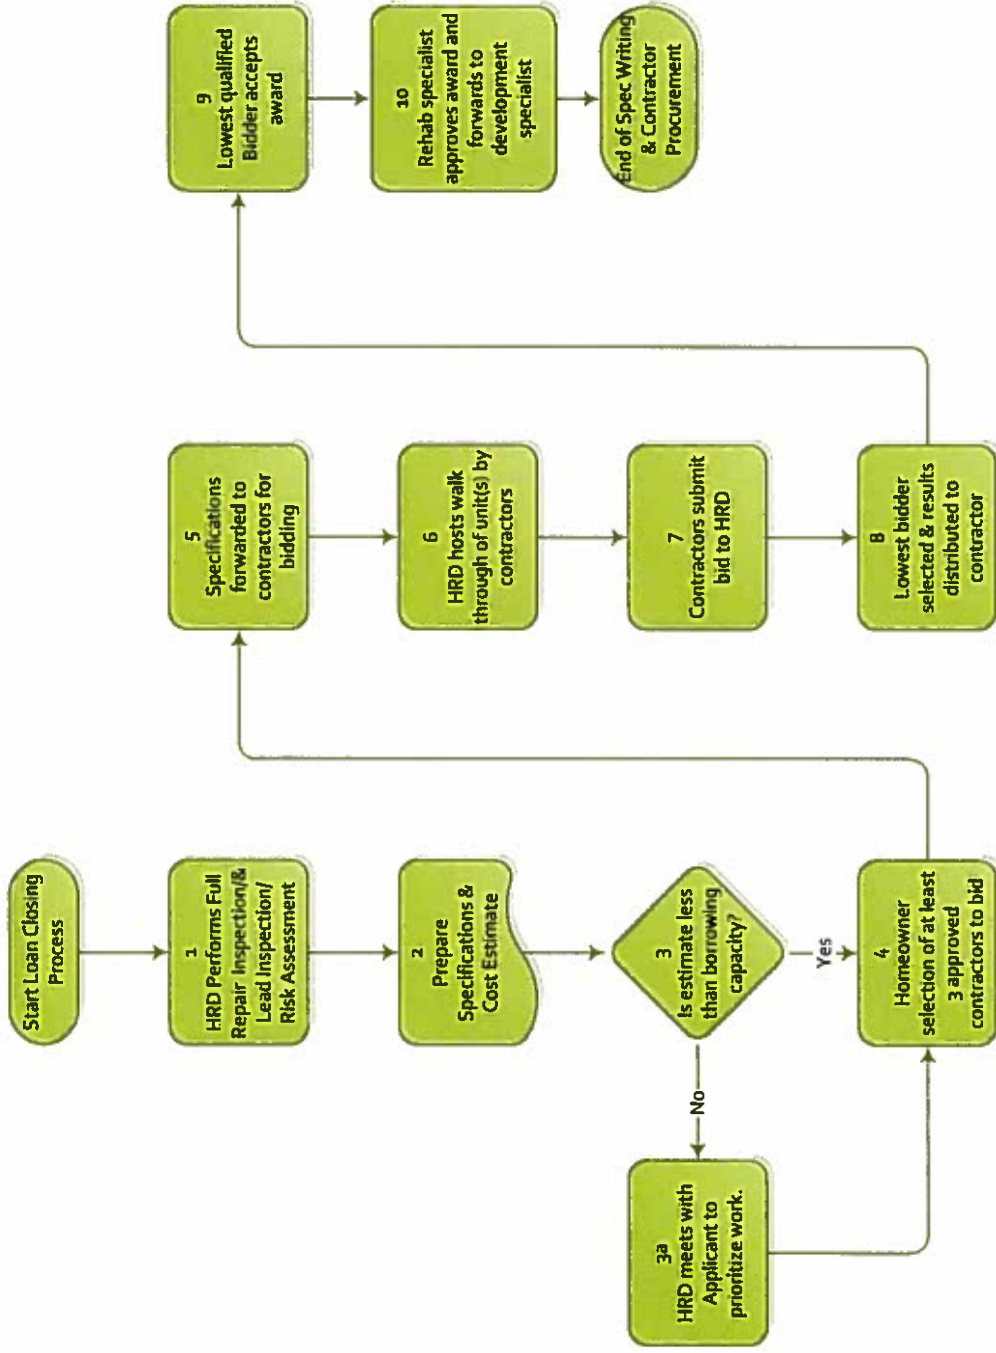 Start Loan Closing
Process
1
HRD Performs Full
Repair Inspection/&
Lead Inspection/
Risk Assessment
2
Prepare
Specifications &
Cost Estimate
3
Is estimate less
than borrowing
capacity?
No
Yes
3a
HRD meets with
Applicant to
prioritize work.
4
Homeowner
selection of at least
3 approved
contractors to bid
5
Specifications
forwarded to
contractors for
bidding
6
HRD hosts walk
through of unit(s) by
contractors
7
Contractors submit
bid to HRD
8
Lowest bidder
selected & results
distributed to
contractor
9
Lowest qualified
Bidder accepts
award
10
Rehab specialist
approves award and
forwards to
development
specialist
End of Spec Writing
& Contractor
Procurement